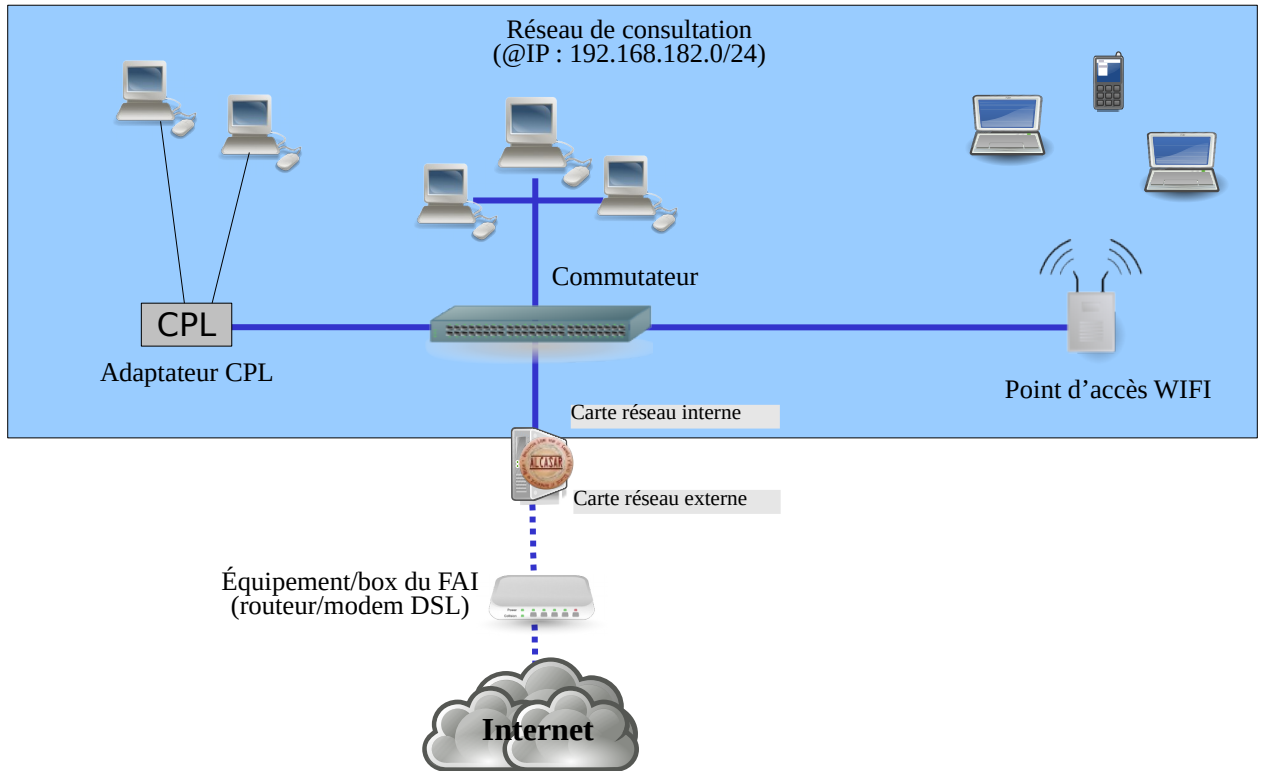 Réseau de consultation
(@IP : 192.168.182.0/24)
Commutateur
CPL
Adaptateur CPL
Point d’accès WIFI
Carte réseau interne
ALCASAR
Carte réseau externe
Équipement/box du FAI
(routeur/modem DSL)
Power
Internet